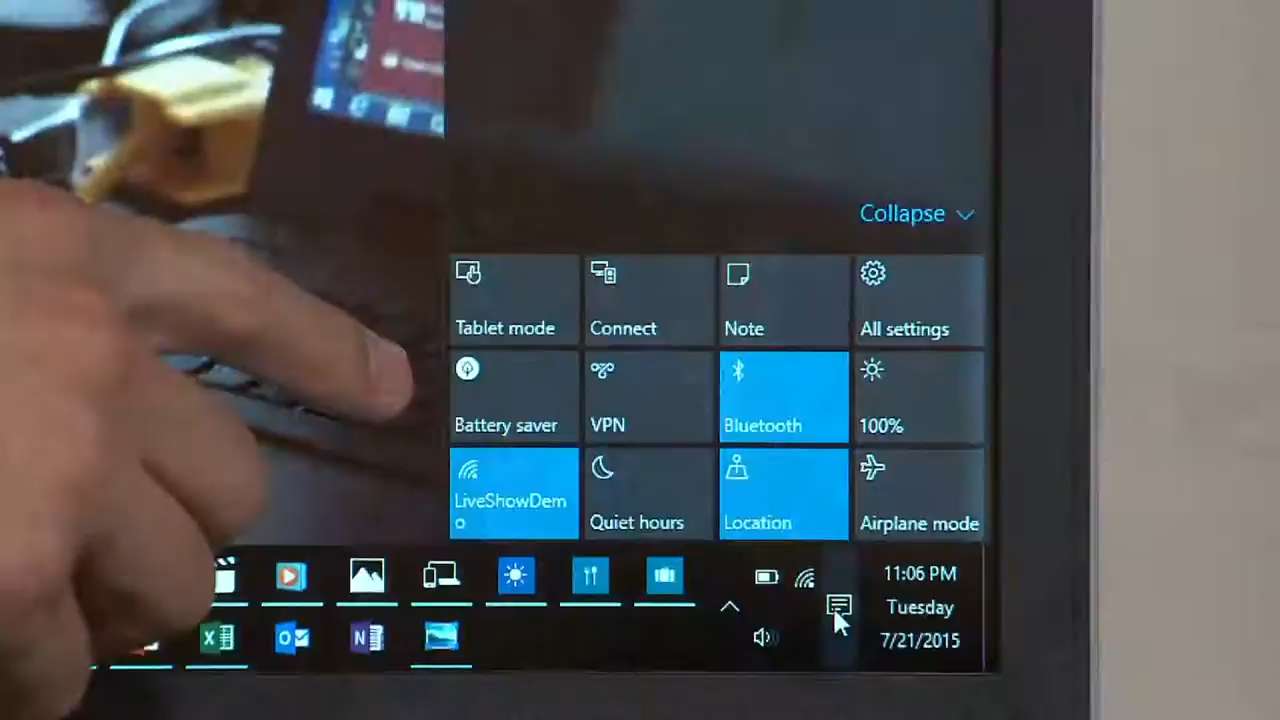 Collapse
Tablet mode
Connect
Note
All settings
Battery saver
VPN
Bluetooth
100%
LiveShowDem
o
Quiet hours
Location
Airplane mode
11:06 PM
Tuesday
7/21/2015